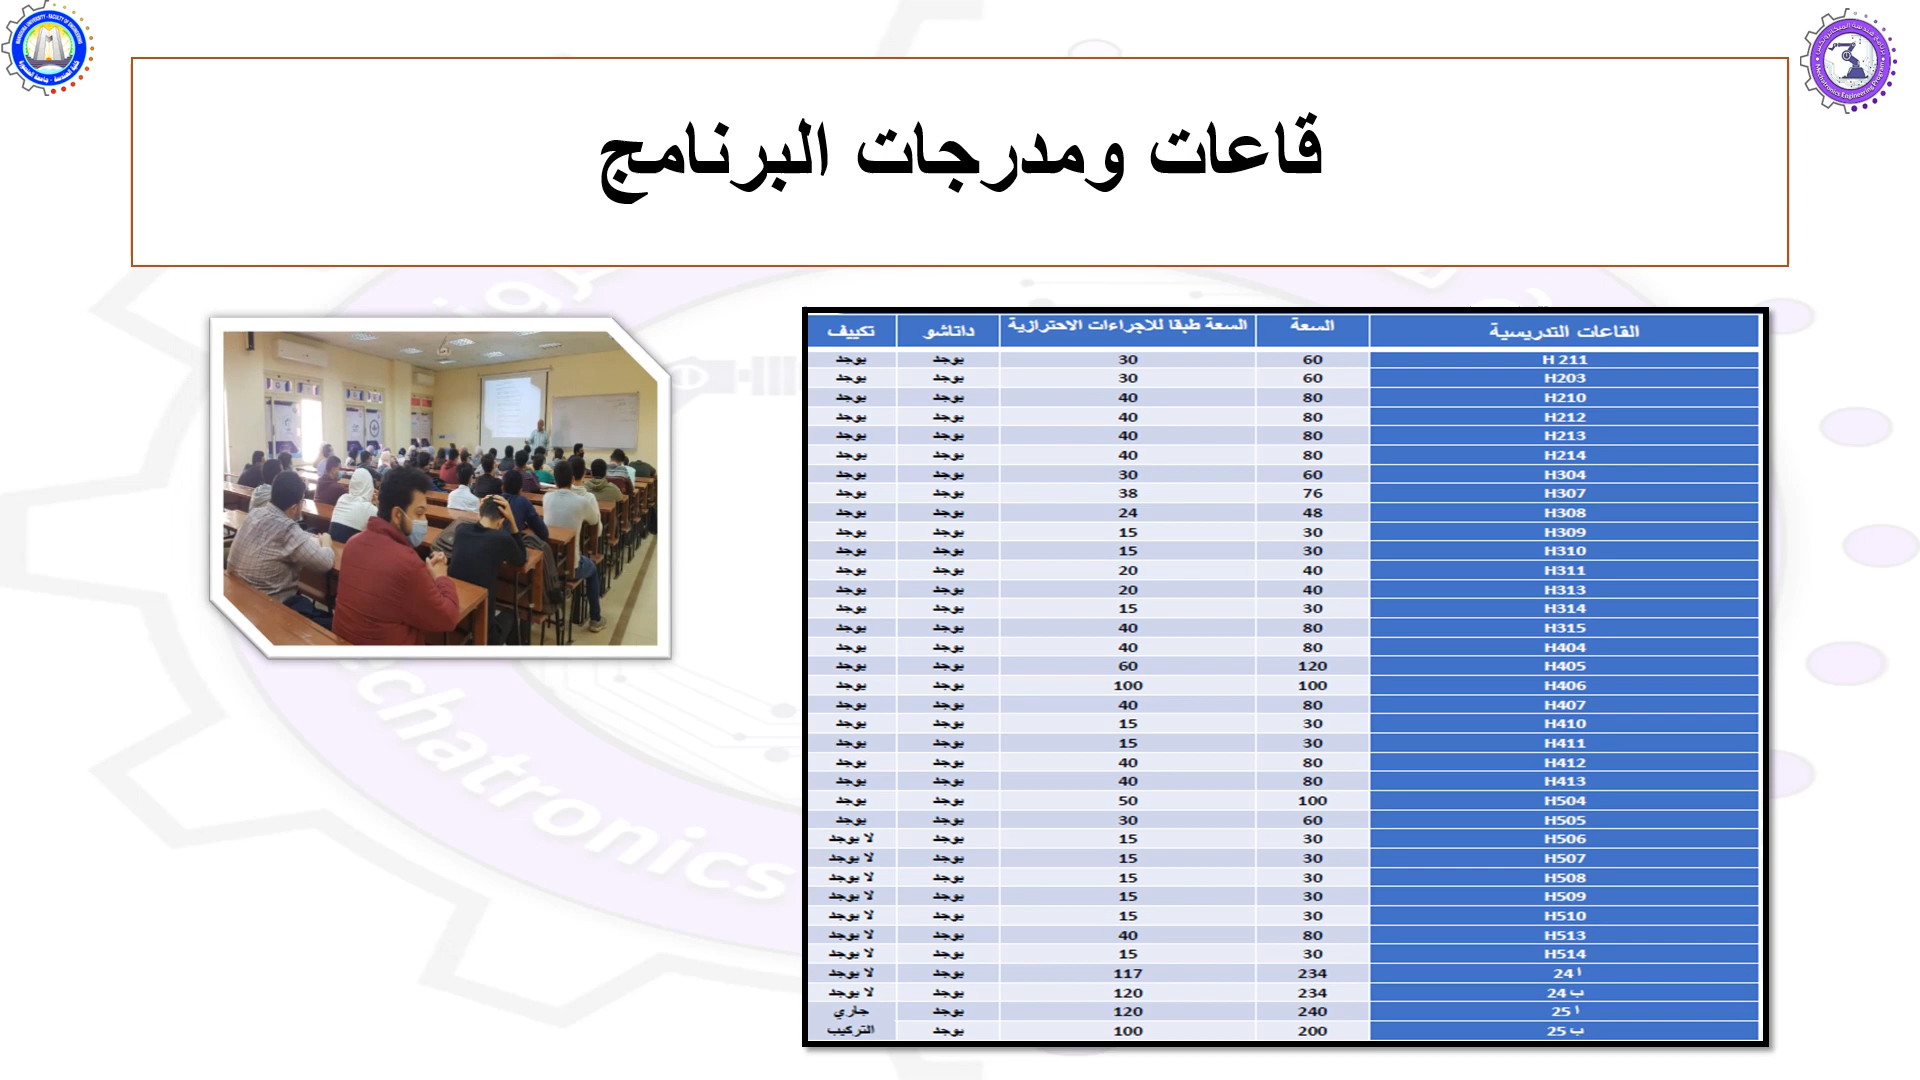 قاعات ومدرجات البرنامج
القاعات التدريسية السعة السعة طبقا للاجراءات الاحترازية داتاشو تكييف
H 211 60 30 يوجد يوجد
H203 60 30 يوجد يوجد
H210 80 40 يوجد يوجد
H212 80 40 يوجد يوجد
H213 80 40 يوجد يوجد
H214 80 40 يوجد يوجد
H304 60 30 يوجد يوجد
H307 76 38 يوجد يوجد
H308 48 24 يوجد يوجد
H309 30 15 يوجد يوجد
H310 30 15 يوجد يوجد
H311 40 20 يوجد يوجد
H313 40 20 يوجد يوجد
H314 30 15 يوجد يوجد
H315 80 40 يوجد يوجد
H404 80 40 يوجد يوجد
H405 120 60 يوجد يوجد
H406 100 100 يوجد يوجد
H407 80 40 يوجد يوجد
H410 30 15 يوجد يوجد
H411 30 15 يوجد يوجد
H412 80 40 يوجد يوجد
H413 80 40 يوجد يوجد
H504 100 50 يوجد يوجد
H505 60 30 يوجد يوجد
H506 30 15 يوجد لا يوجد
H507 30 15 يوجد لا يوجد
H508 30 15 يوجد لا يوجد
H509 30 15 يوجد لا يوجد
H510 30 15 يوجد لا يوجد
H513 80 40 يوجد لا يوجد
H514 30 15 يوجد لا يوجد
أ 24 234 117 يوجد لا يوجد
ب 24 234 120 يوجد لا يوجد
أ 25 240 120 يوجد جاري
ب 25 200 100 يوجد التركيب
chatronics